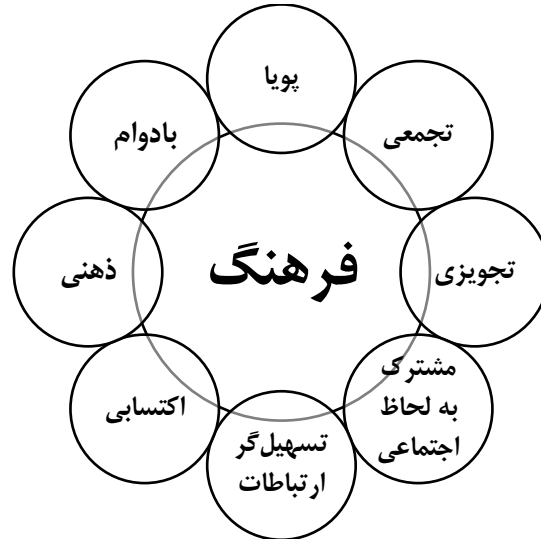 فرهنگ
پویا
تجمعی
تجویزی
مشترک
به لحاظ
اجتماعی
تسهیل‌گر
ارتباطات
اکتسابی
ذهنی
بادوام